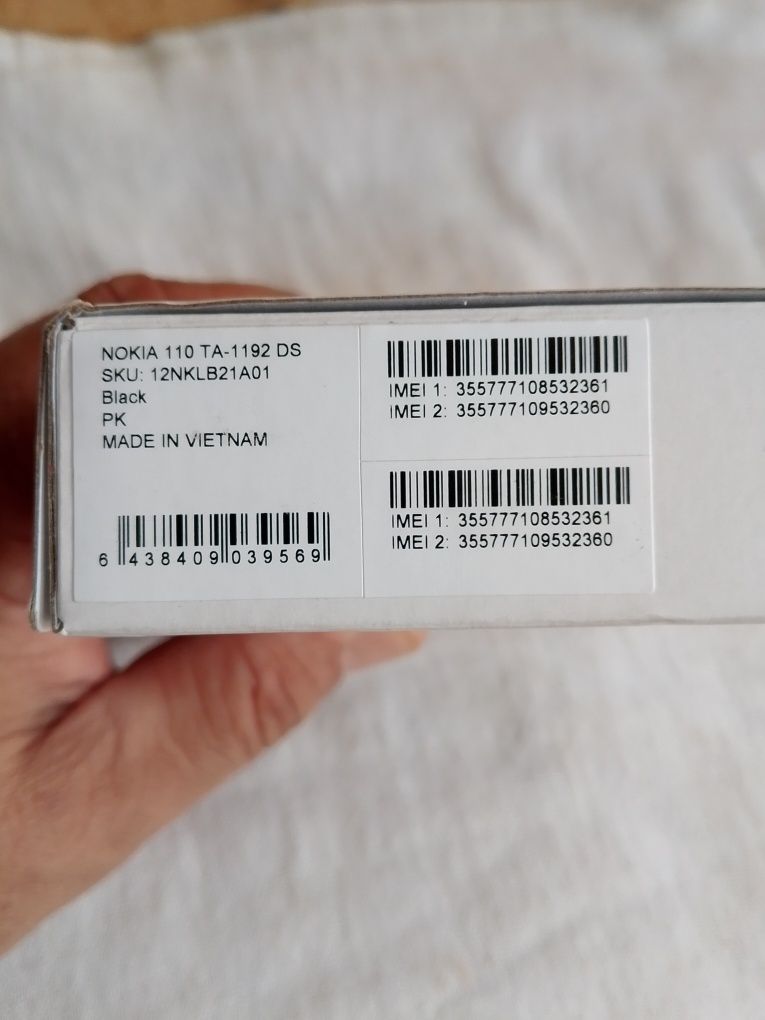 NOKIA 110 TA-1192 DS
SKU: 12NKLB21A01
Black
PK
MADE IN VIETNAM
6 438409 039569
IMEI 1: 355777108532361
IMEI 2: 355777109532360
IMEI 1: 355777108532361
IMEI 2: 355777109532360